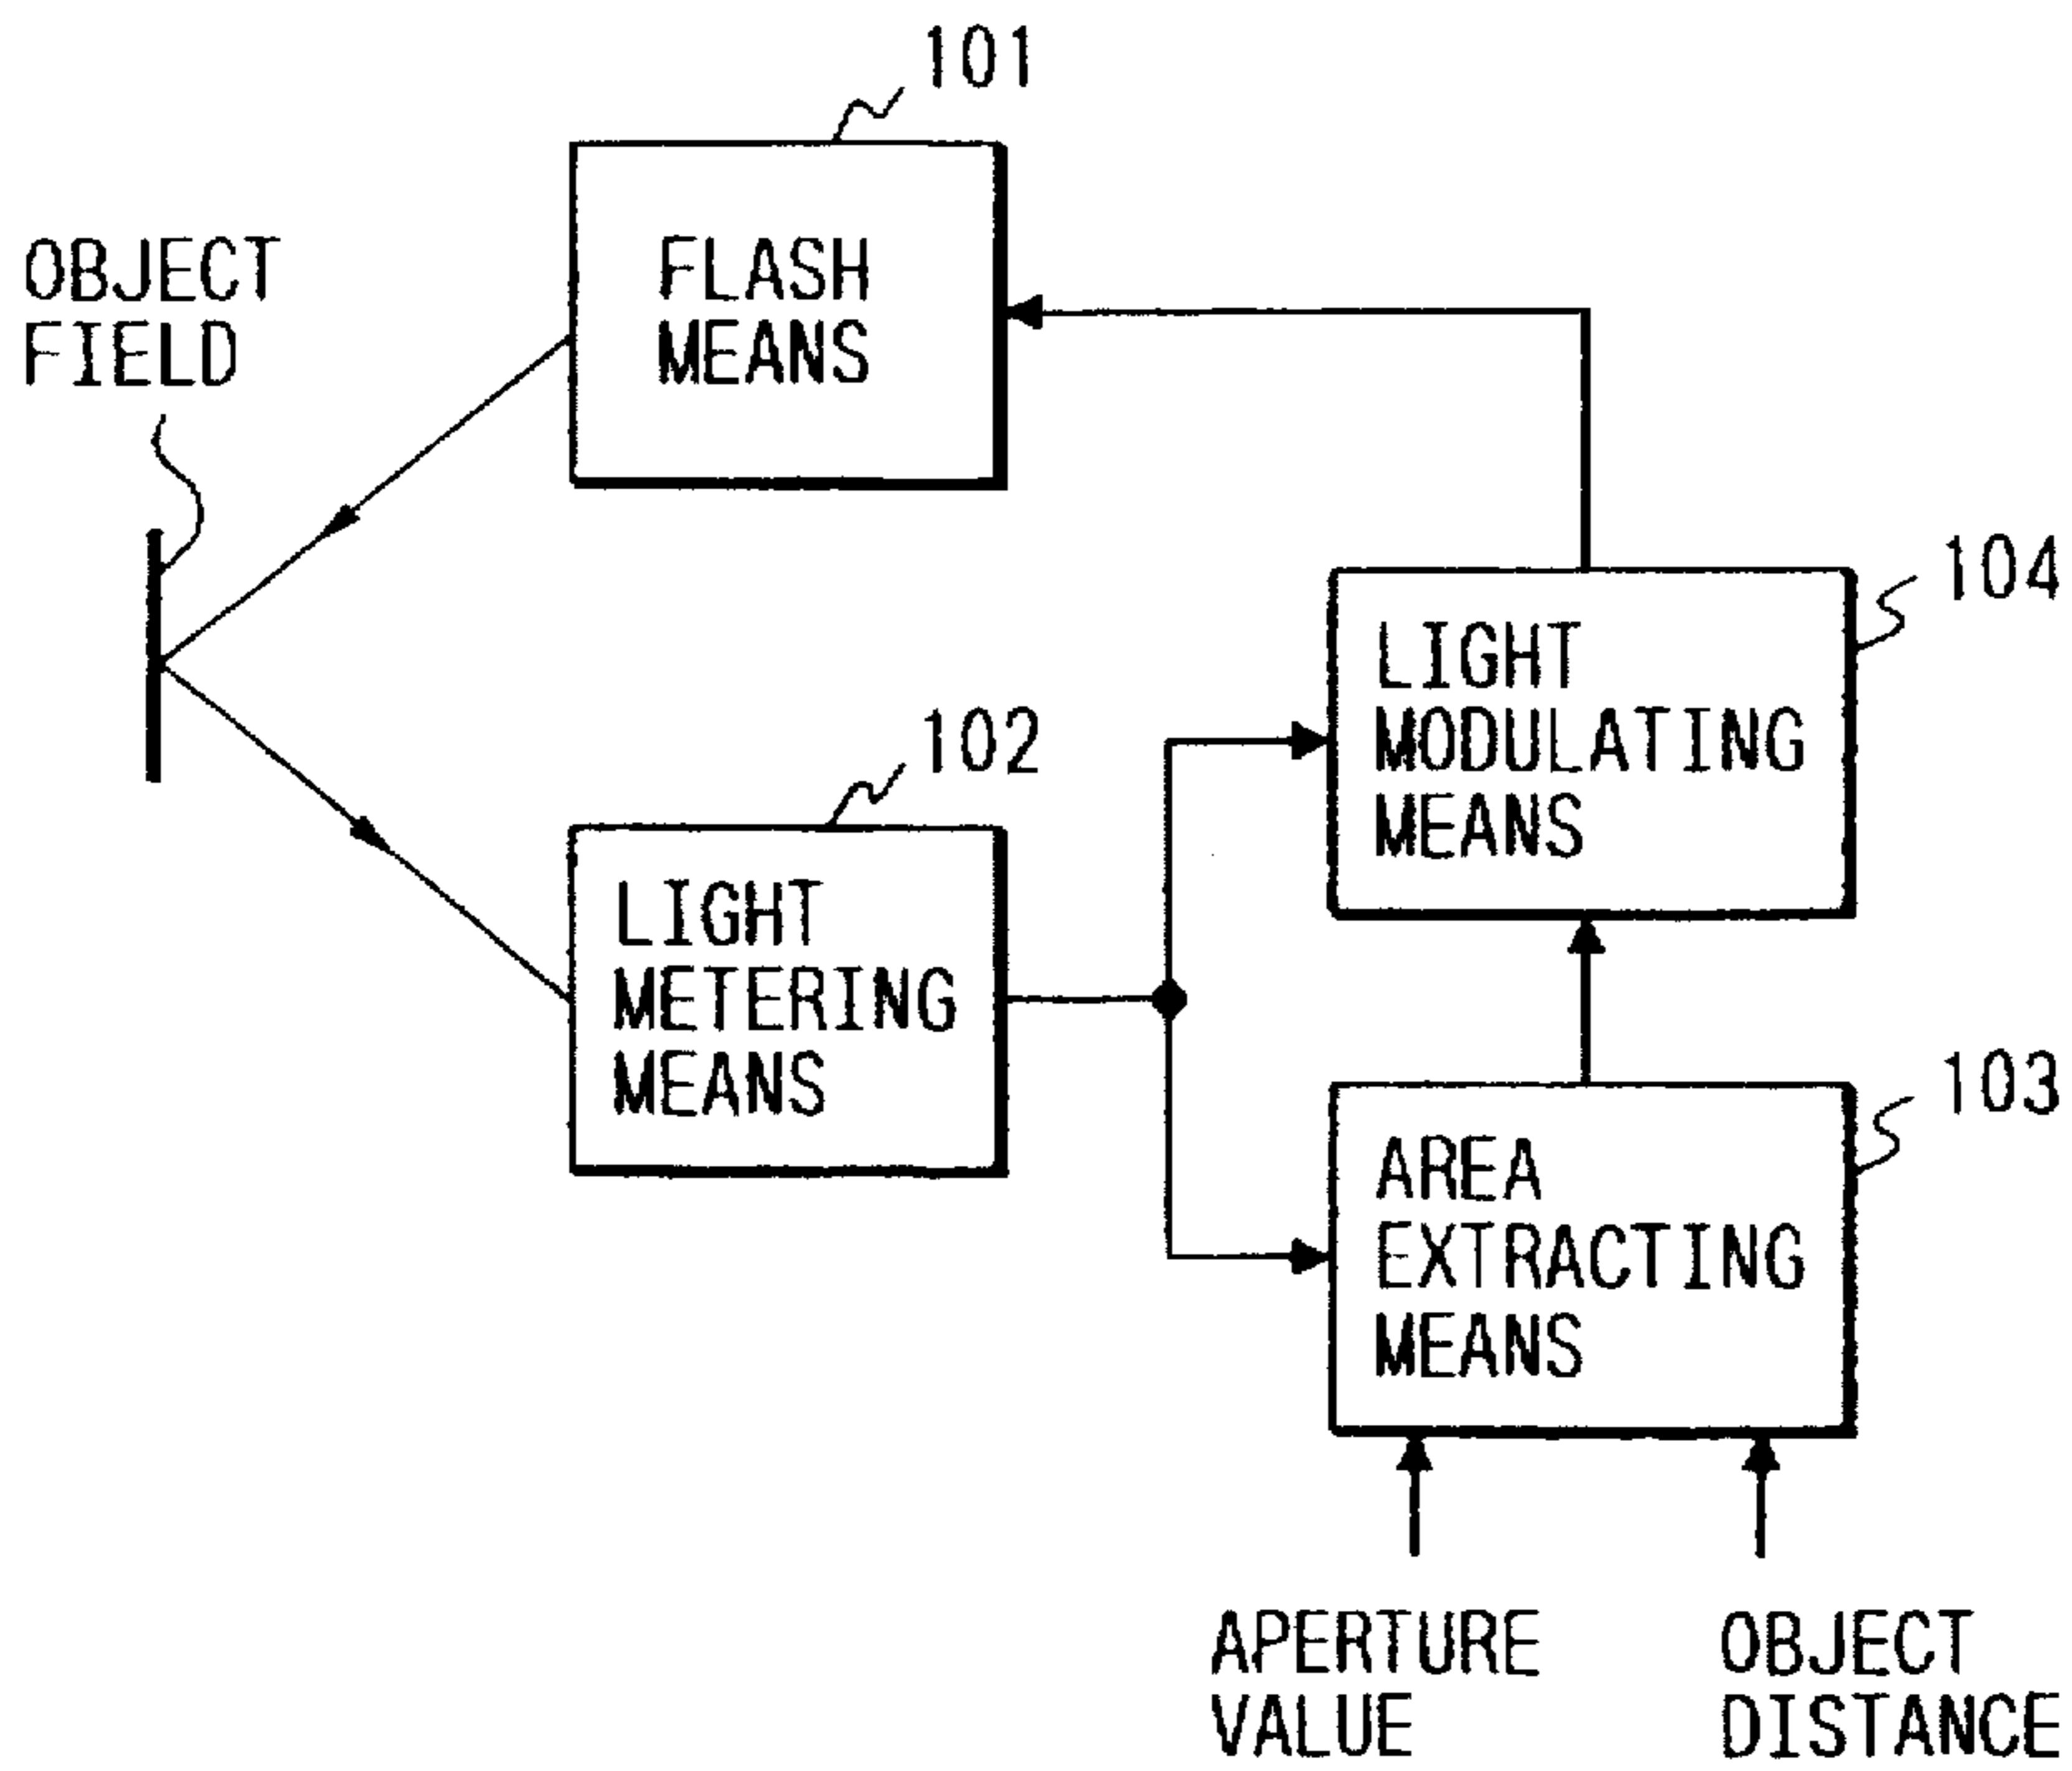 101
FLASH
MEANS
OBJECT
FIELD
104
LIGHT
MODULATING
MEANS
102
LIGHT
METERING
MEANS
103
AREA
EXTRACTING
MEANS
APERTURE
VALUE
OBJECT
DISTANCE